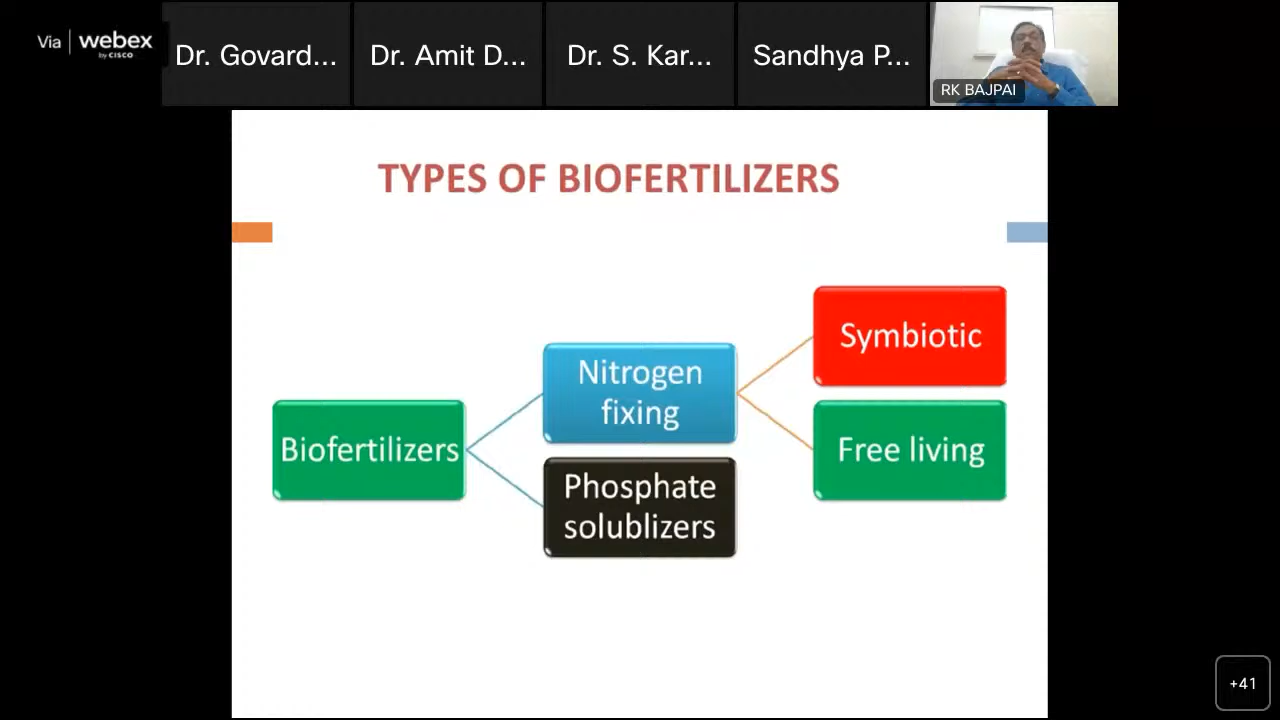 Via webex
by CISCO
Dr. Govard...
Dr. Amit D...
Dr. S. Kar...
Sandhya P...
RK BAJPAI
TYPES OF BIOFERTILIZERS
Symbiotic
Nitrogen
fixing
Biofertilizers
Free living
Phosphate
solublizers
+41